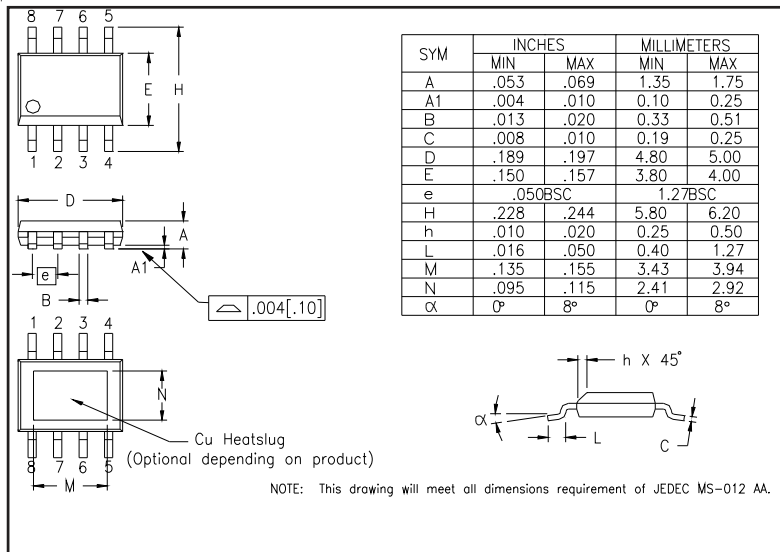 8 7 6 5
E
H
1 2 3 4
D
A
A1
e
B
.004[.10]
1 2 3 4
N
Cu Heatslug
(Optional depending on product)
8 7 6 5
M
SYM INCHES MILLIMETERS
MIN MAX MIN MAX
A .053 .069 1.35 1.75
A1 .004 .010 0.10 0.25
B .013 .020 0.33 0.51
C .008 .010 0.19 0.25
D .189 .197 4.80 5.00
E .150 .157 3.80 4.00
e .050BSC 1.27BSC
H .228 .244 5.80 6.20
h .010 .020 0.25 0.50
L .016 .050 0.40 1.27
M .135 .155 3.43 3.94
N .095 .115 2.41 2.92
α 0° 8° 0° 8°
h X 45°
α
L
C
NOTE: This drawing will meet all dimensions requirement of JEDEC MS-012 AA.